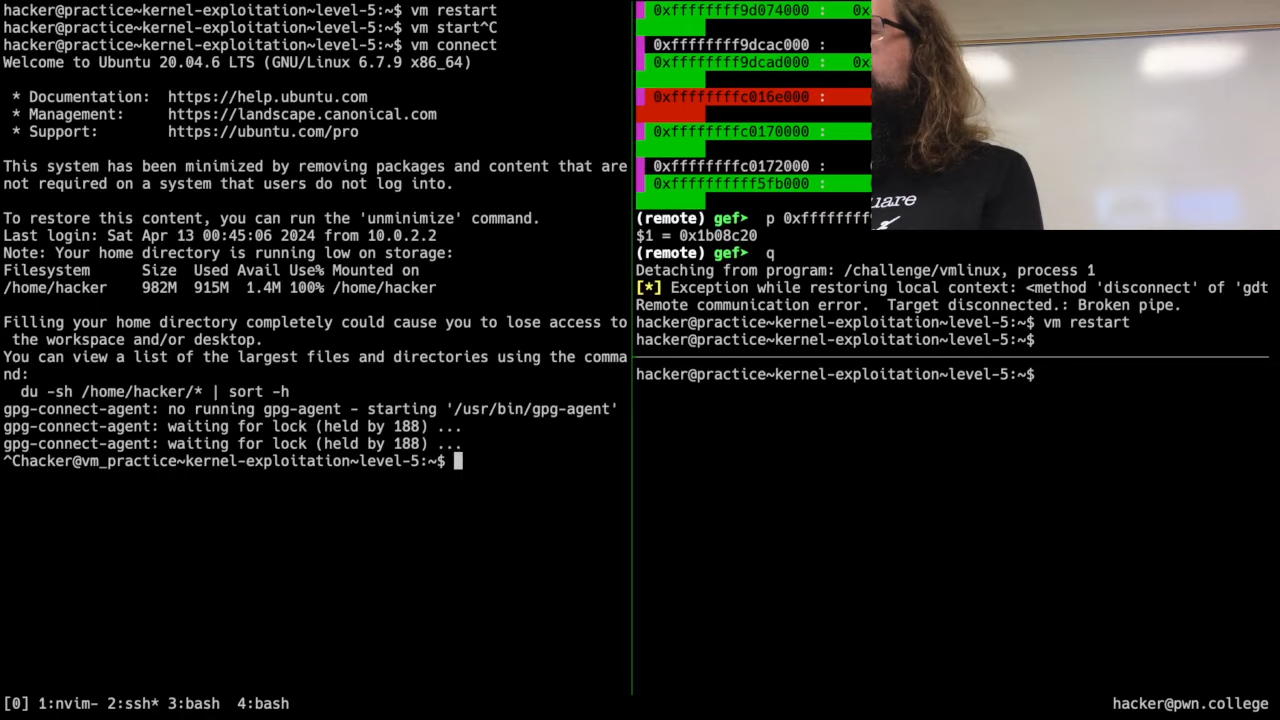 hacker@practice~kernel-exploitation~level-5:~$ vm restart
hacker@practice~kernel-exploitation~level-5:~$ vm start^C
hacker@practice~kernel-exploitation~level-5:~$ vm connect
Welcome to Ubuntu 20.04.6 LTS (GNU/Linux 6.7.9 x86_64)
* Documentation:  https://help.ubuntu.com
* Management:     https://landscape.canonical.com
* Support:        https://ubuntu.com/pro
This system has been minimized by removing packages and content that are
not required on a system that users do not log into.
To restore this content, you can run the 'unminimize' command.
Last login: Sat Apr 13 00:45:06 2024 from 10.0.2.2
Note: Your home directory is running low on storage:
Filesystem      Size  Used Avail Use% Mounted on
/home/hacker    982M  915M  1.4M 100% /home/hacker
Filling your home directory completely could cause you to lose access to
the workspace and/or desktop.
You can view a list of the largest files and directories using the comma
nd:
du -sh /home/hacker/* | sort -h
gpg-connect-agent: no running gpg-agent - starting '/usr/bin/gpg-agent'
gpg-connect-agent: waiting for lock (held by 188) ...
gpg-connect-agent: waiting for lock (held by 188) ...
^Chacker@vm_practice~kernel-exploitation~level-5:~$
0xffffffff9d074000 :   0x
0xffffffff9dcac000 :
0xffffffff9dcad000 :   0x
0xffffffffc016e000 :
0xffffffffc0170000 :
0xffffffffc0172000 :
0xffffffffff5fb000 :
(remote) gef➤  p 0xffffffff
$1 = 0x1b08c20
(remote) gef➤  q
Detaching from program: /challenge/vmlinux, process 1
[*] Exception while restoring local context: <method 'disconnect' of 'gdt
Remote communication error.  Target disconnected.: Broken pipe.
hacker@practice~kernel-exploitation~level-5:~$ vm restart
hacker@practice~kernel-exploitation~level-5:~$
hacker@practice~kernel-exploitation~level-5:~$
uare
[0] 1:nvim- 2:ssh* 3:bash  4:bash
hacker@pwn.college